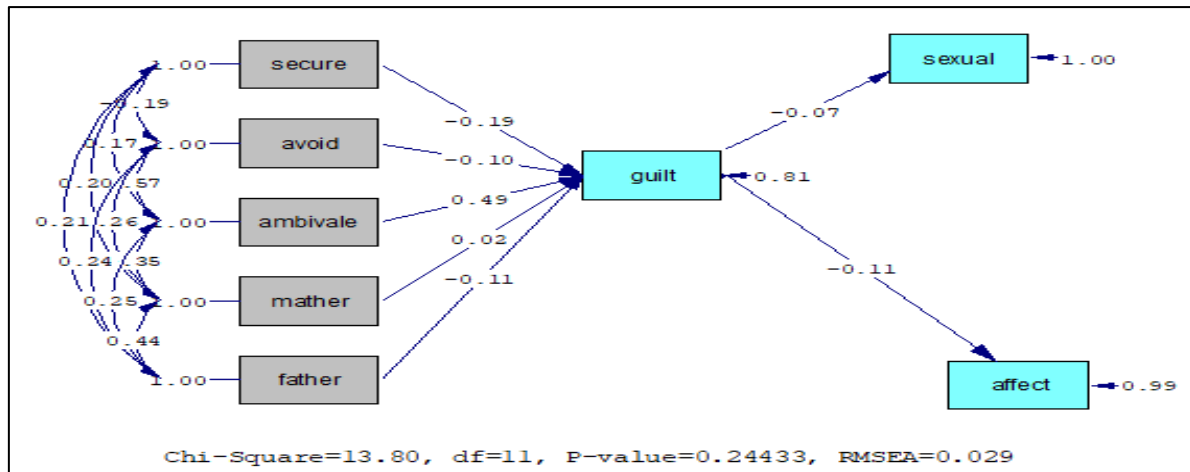 1.00 secure
sexual 1.00
-0.19
-0.07
-0.19
0.17 1.00 avoid
-0.10
guilt 0.81
0.20 .57
0.49
0.21 .26 1.00 ambivale
0.02
0.24 .35
-0.11
-0.11
0.25 1.00 mather
0.44
1.00 father
affect 0.99
Chi-Square=13.80, df=11, P-value=0.24433, RMSEA=0.029